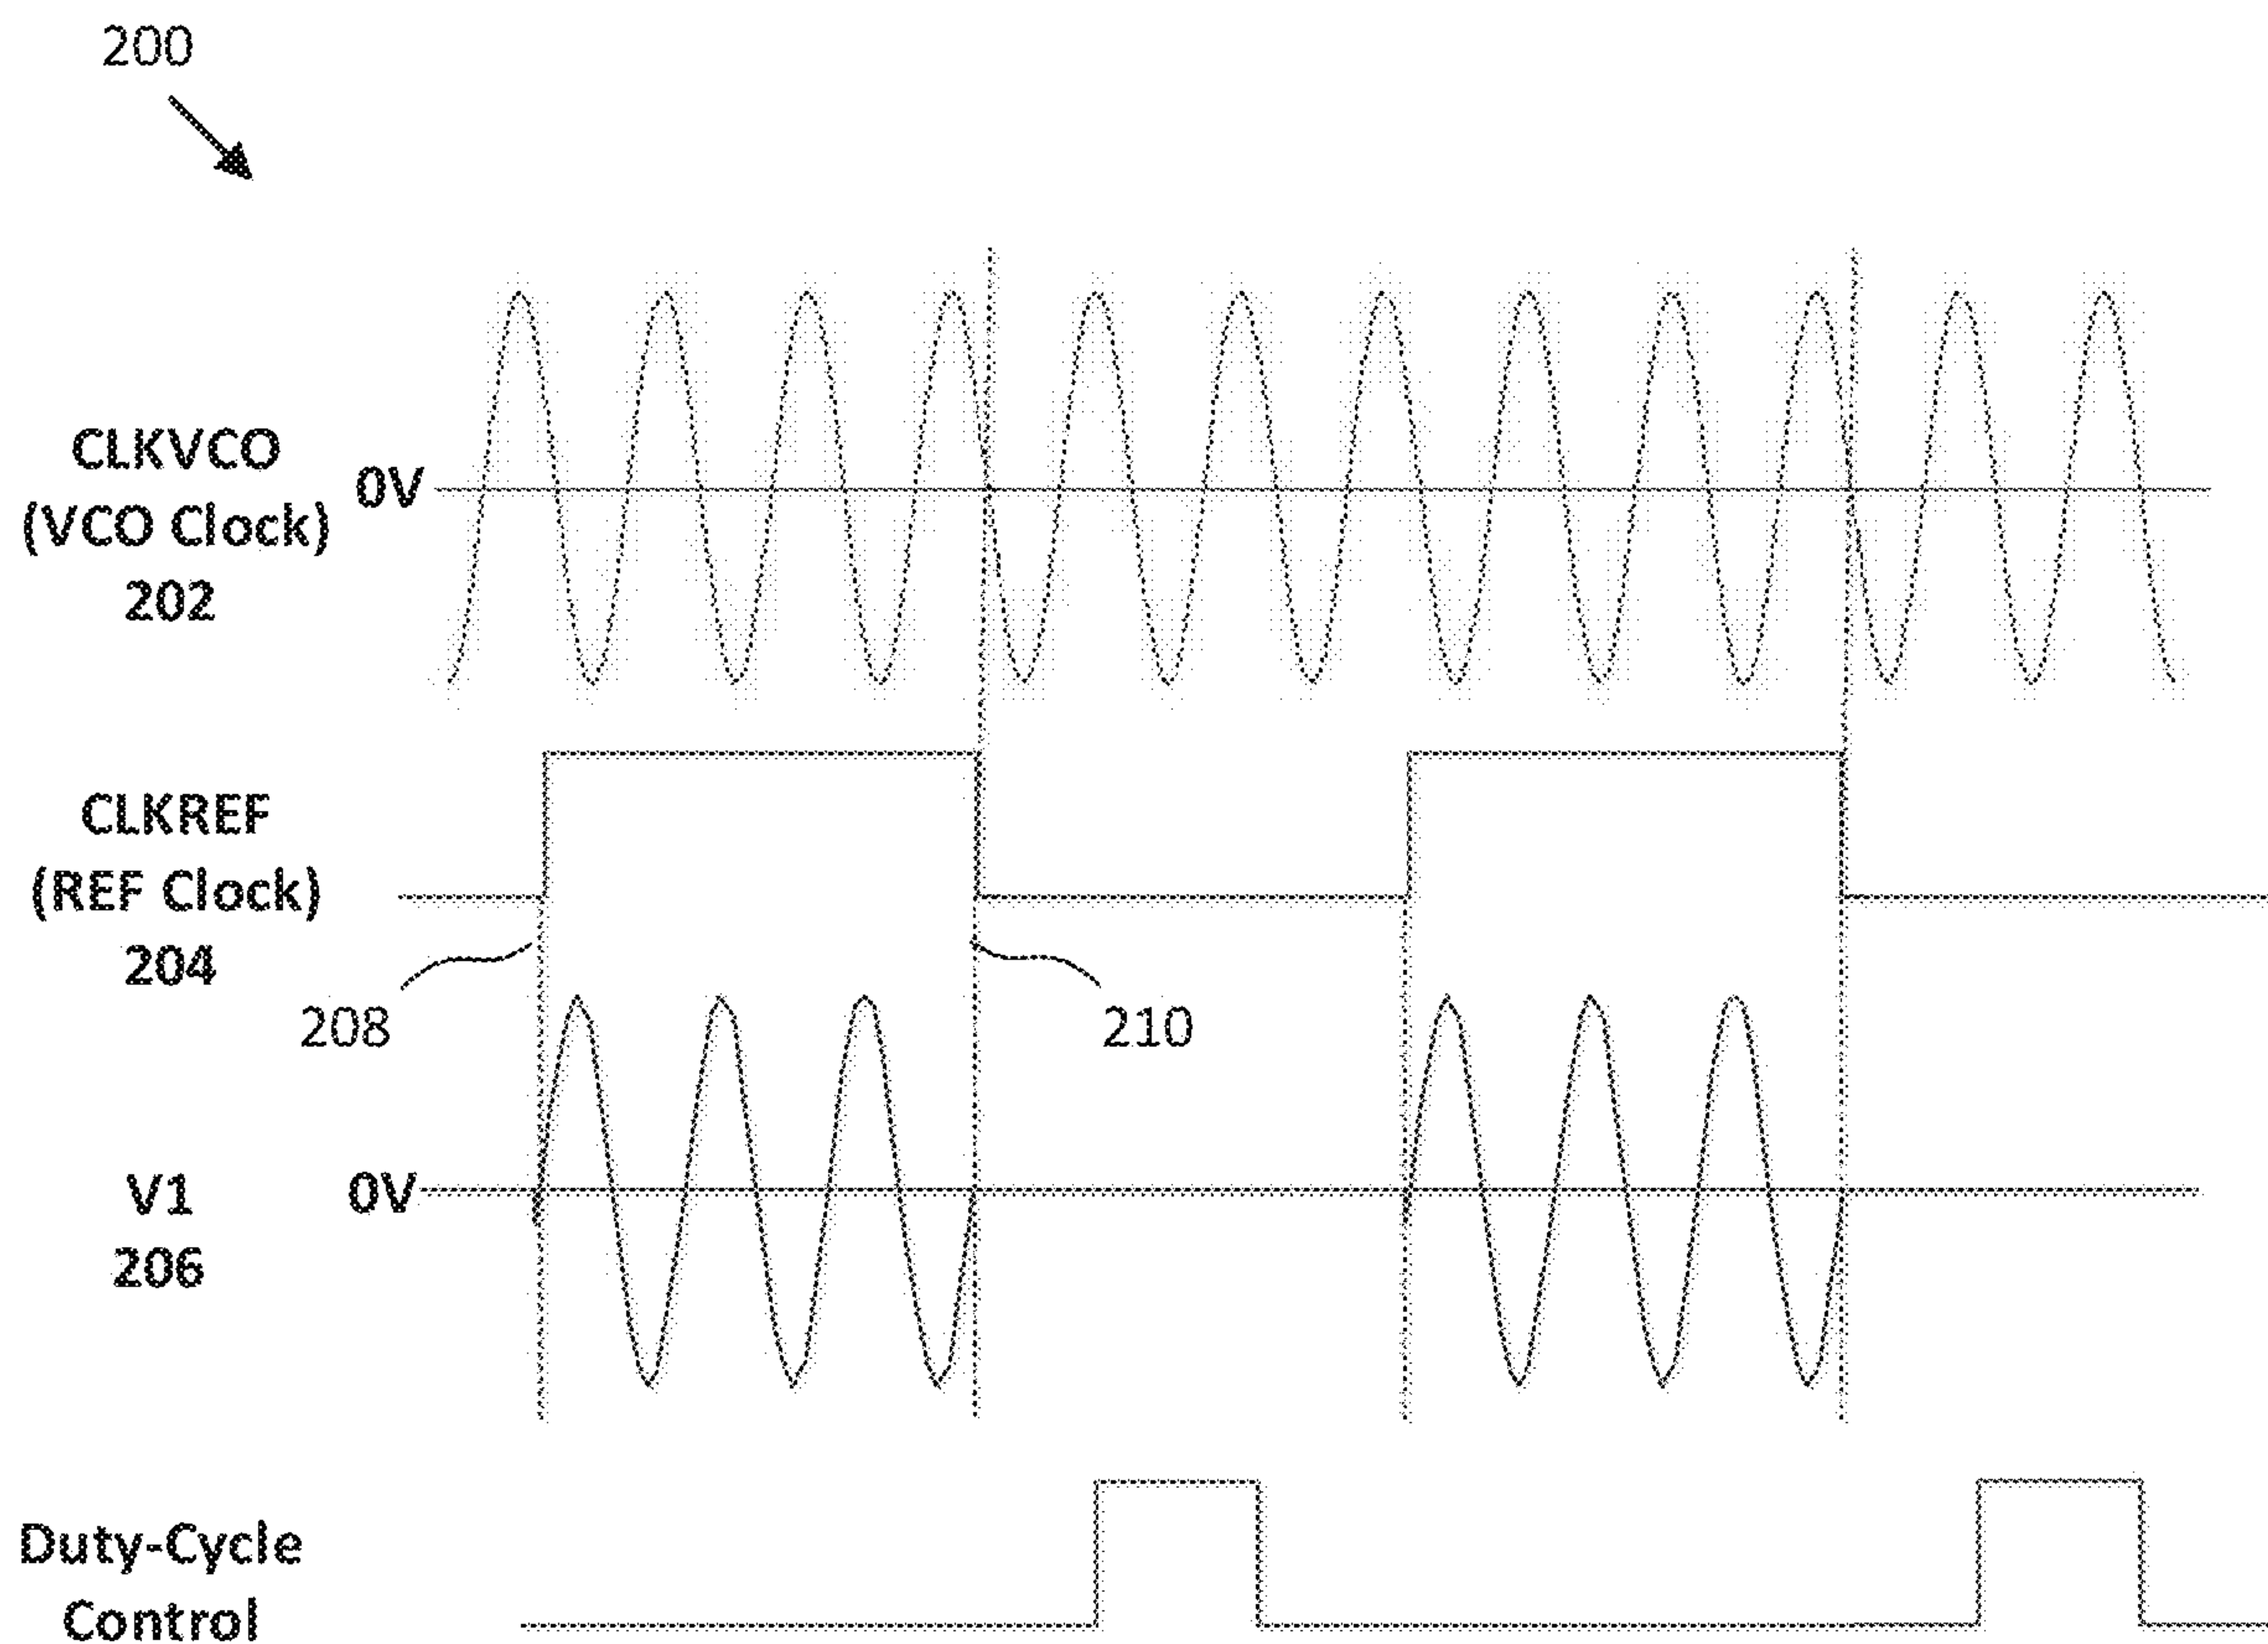 200
CLKVCO
(VCO Clock)
202
0V
CLKREF
(REF Clock)
204
208
210
V1
206
0V
Duty-Cycle
Control